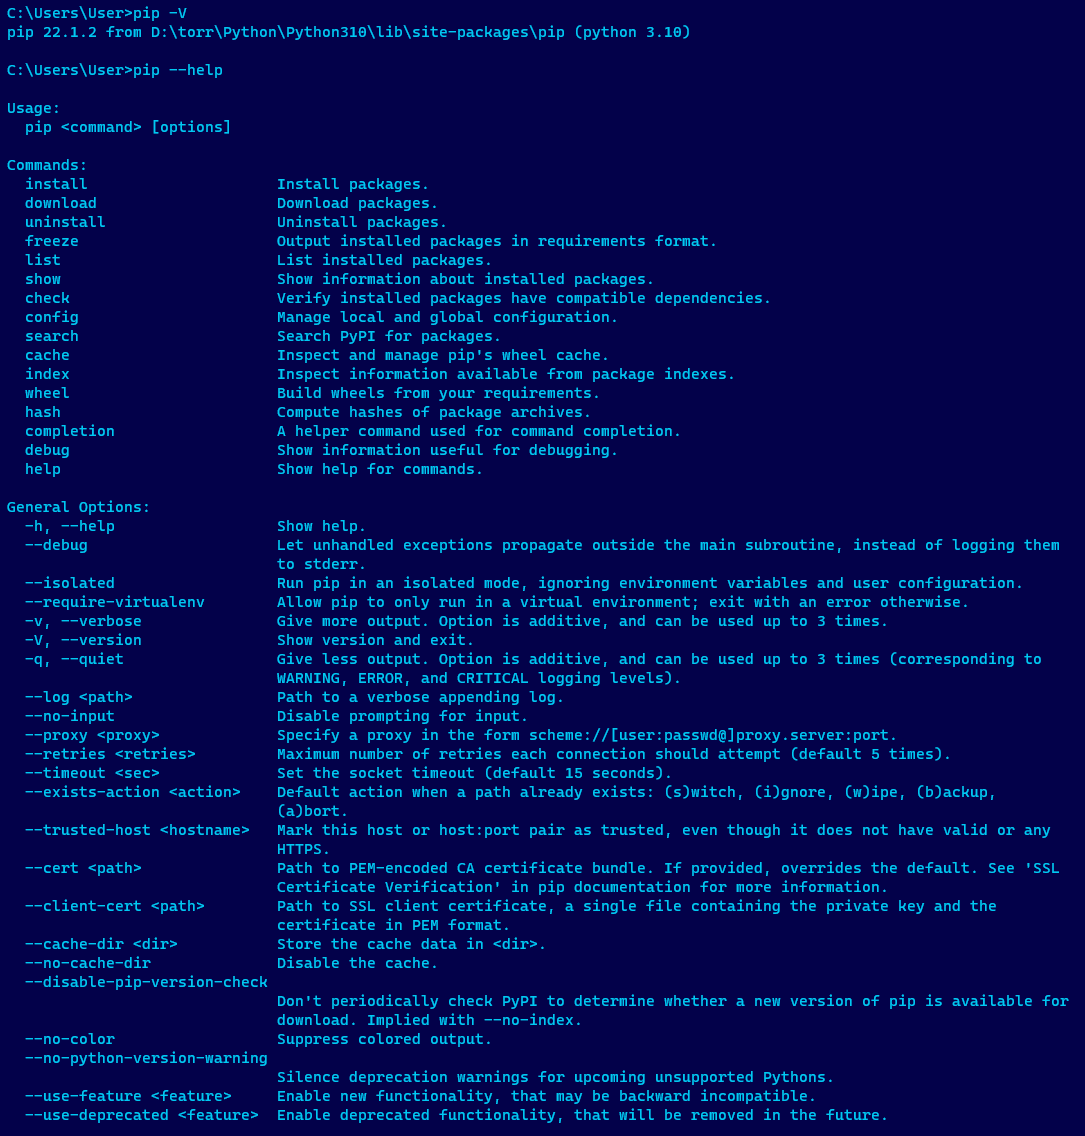 C:\Users\User>pip -V
pip 22.1.2 from D:\torr\Python\Python310\lib\site-packages\pip (python 3.10)

C:\Users\User>pip --help

Usage:
  pip <command> [options]

Commands:
  install                     Install packages.
  download                    Download packages.
  uninstall                   Uninstall packages.
  freeze                      Output installed packages in requirements format.
  list                        List installed packages.
  show                        Show information about installed packages.
  check                       Verify installed packages have compatible dependencies.
  config                      Manage local and global configuration.
  search                      Search PyPI for packages.
  cache                       Inspect and manage pip's wheel cache.
  index                       Inspect information available from package indexes.
  wheel                       Build wheels from your requirements.
  hash                        Compute hashes of package archives.
  completion                  A helper command used for command completion.
  debug                       Show information useful for debugging.
  help                        Show help for commands.

General Options:
  -h, --help                  Show help.
  --debug                     Let unhandled exceptions propagate outside the main subroutine, instead of logging them
                              to stderr.
  --isolated                  Run pip in an isolated mode, ignoring environment variables and user configuration.
  --require-virtualenv        Allow pip to only run in a virtual environment; exit with an error otherwise.
  -v, --verbose               Give more output. Option is additive, and can be used up to 3 times.
  -V, --version               Show version and exit.
  -q, --quiet                 Give less output. Option is additive, and can be used up to 3 times (corresponding to
                              WARNING, ERROR, and CRITICAL logging levels).
  --log <path>                Path to a verbose appending log.
  --no-input                  Disable prompting for input.
  --proxy <proxy>             Specify a proxy in the form scheme://[user:passwd@]proxy.server:port.
  --retries <retries>         Maximum number of retries each connection should attempt (default 5 times).
  --timeout <sec>             Set the socket timeout (default 15 seconds).
  --exists-action <action>    Default action when a path already exists: (s)witch, (i)gnore, (w)ipe, (b)ackup,
                              (a)bort.
  --trusted-host <hostname>   Mark this host or host:port pair as trusted, even though it does not have valid or any
                              HTTPS.
  --cert <path>               Path to PEM-encoded CA certificate bundle. If provided, overrides the default. See 'SSL
                              Certificate Verification' in pip documentation for more information.
  --client-cert <path>        Path to SSL client certificate, a single file containing the private key and the
                              certificate in PEM format.
  --cache-dir <dir>           Store the cache data in <dir>.
  --no-cache-dir              Disable the cache.
  --disable-pip-version-check
                              Don't periodically check PyPI to determine whether a new version of pip is available for
                              download. Implied with --no-index.
  --no-color                  Suppress colored output.
  --no-python-version-warning
                              Silence deprecation warnings for upcoming unsupported Pythons.
  --use-feature <feature>     Enable new functionality, that may be backward incompatible.
  --use-deprecated <feature>  Enable deprecated functionality, that will be removed in the future.